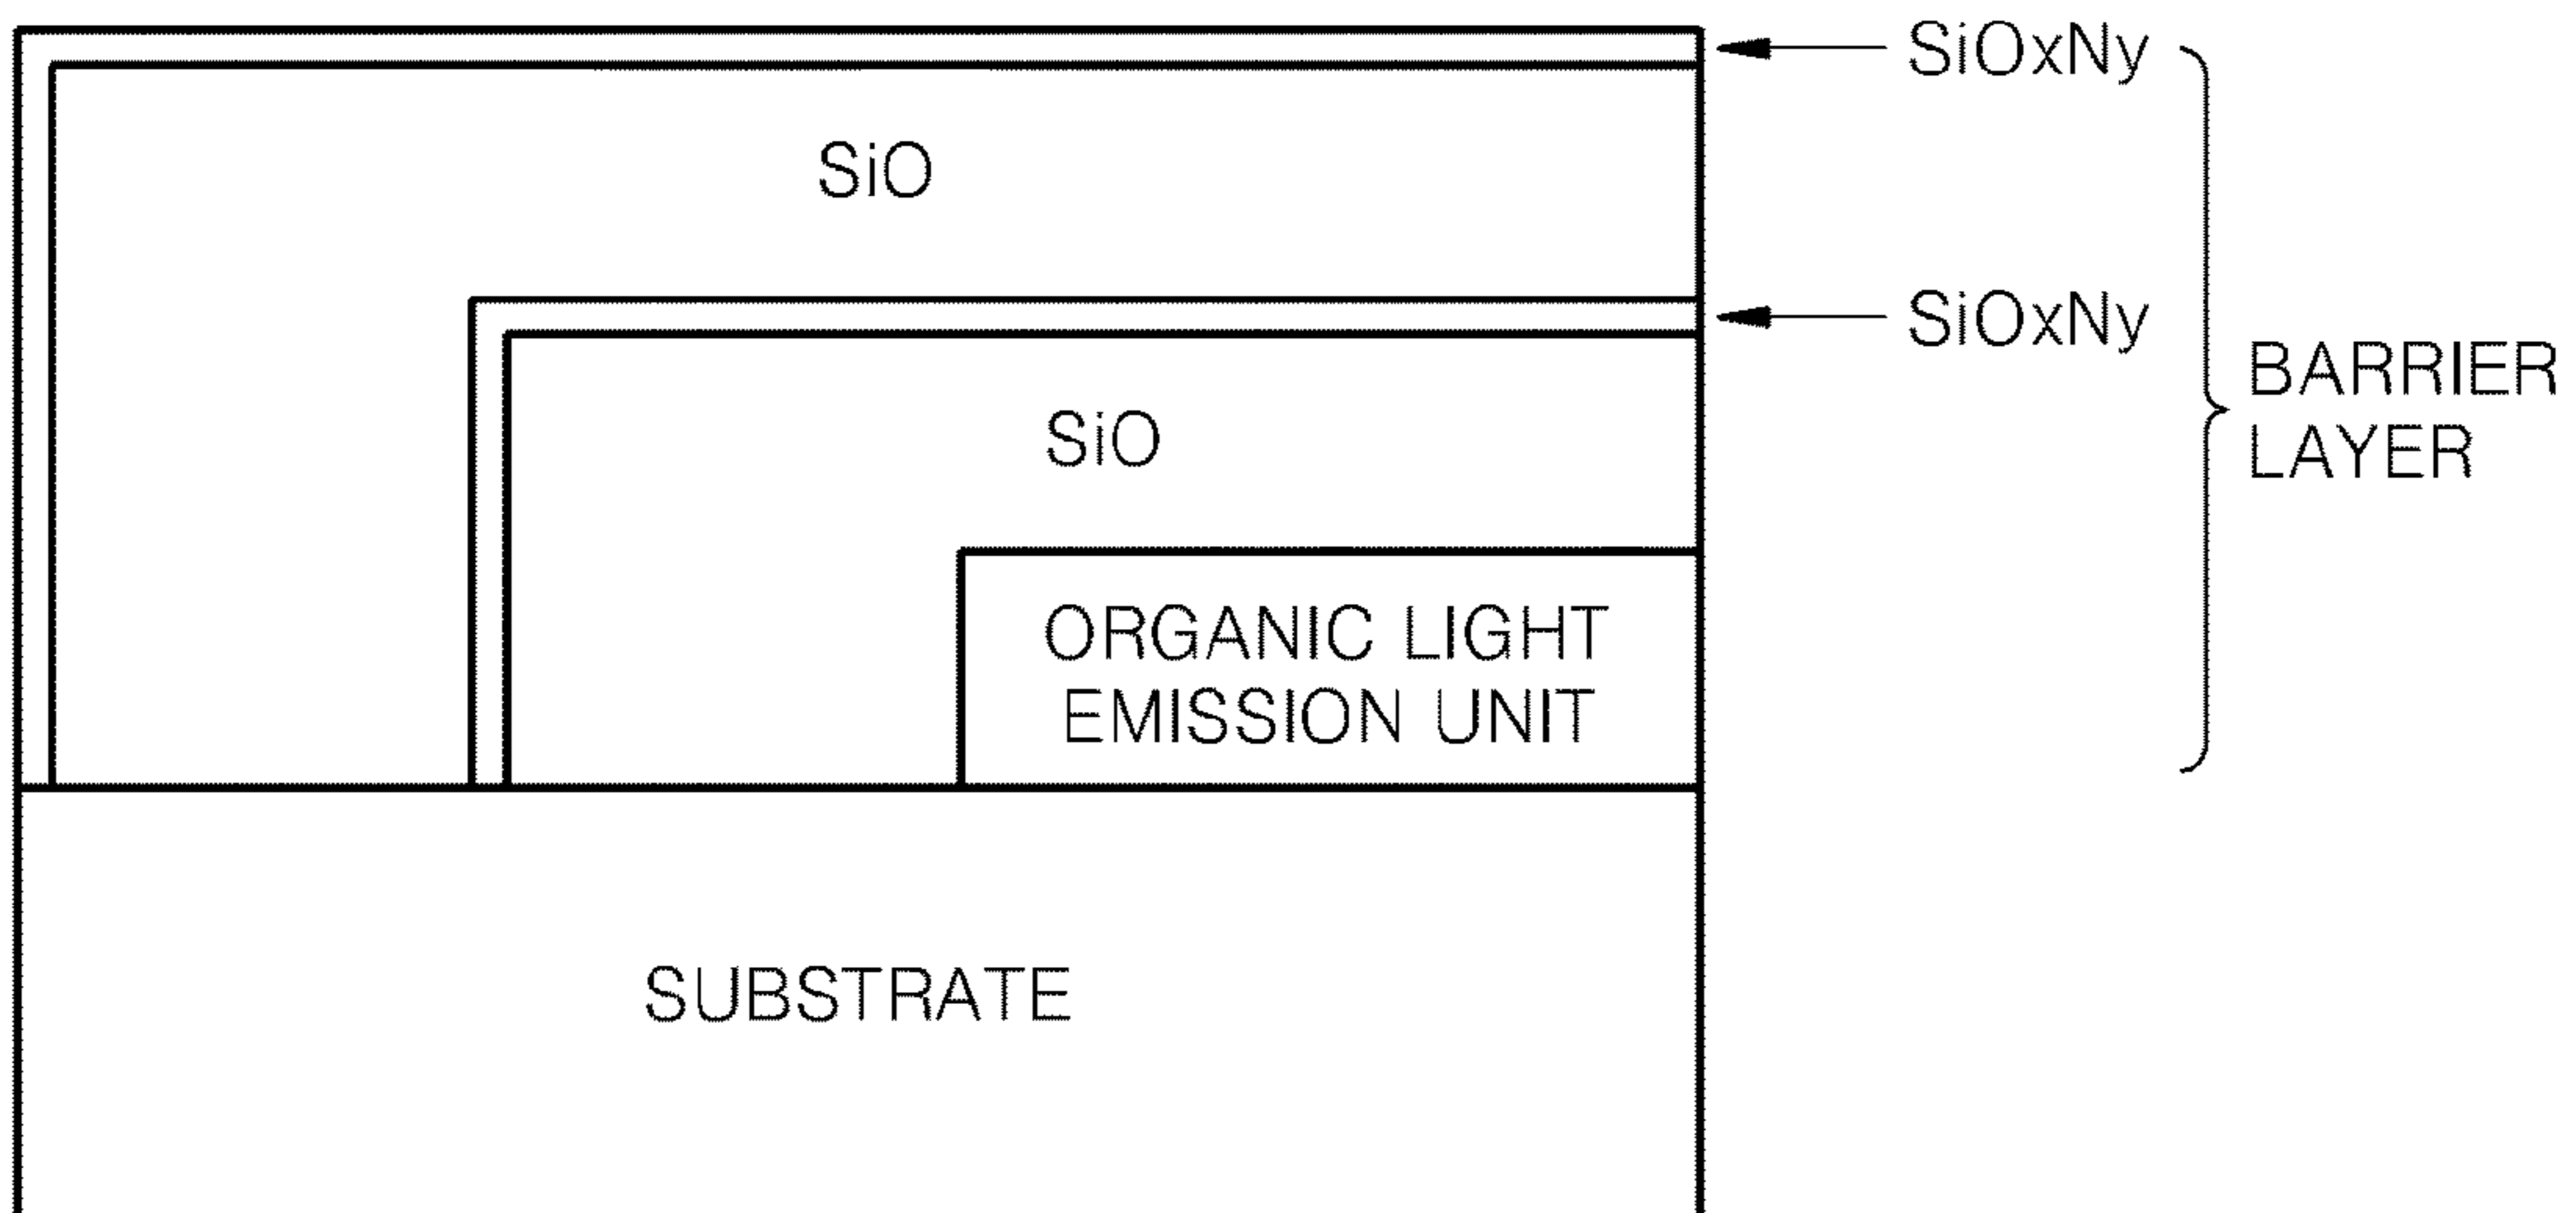 SiOxNy
SiO
SiOxNy
BARRIER
LAYER
SiO
ORGANIC LIGHT
EMISSION UNIT
SUBSTRATE